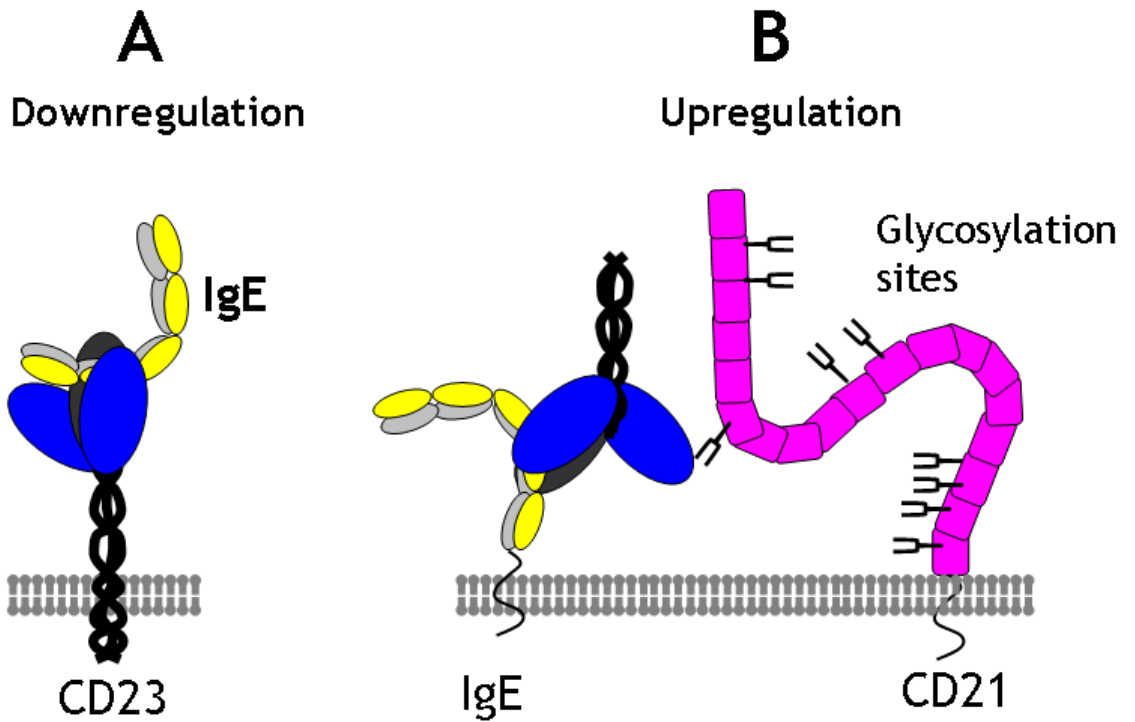 A
B
Downregulation
Upregulation
Glycosylation
sites
IgE
CD23
IgE
CD21